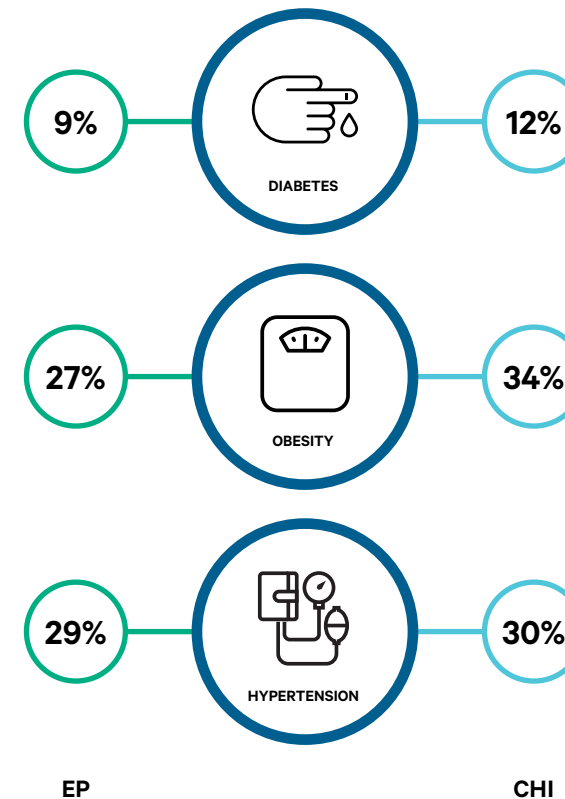 9%
12%
DIABETES
27%
34%
OBESITY
29%
30%
HYPERTENSION
EP
CHI